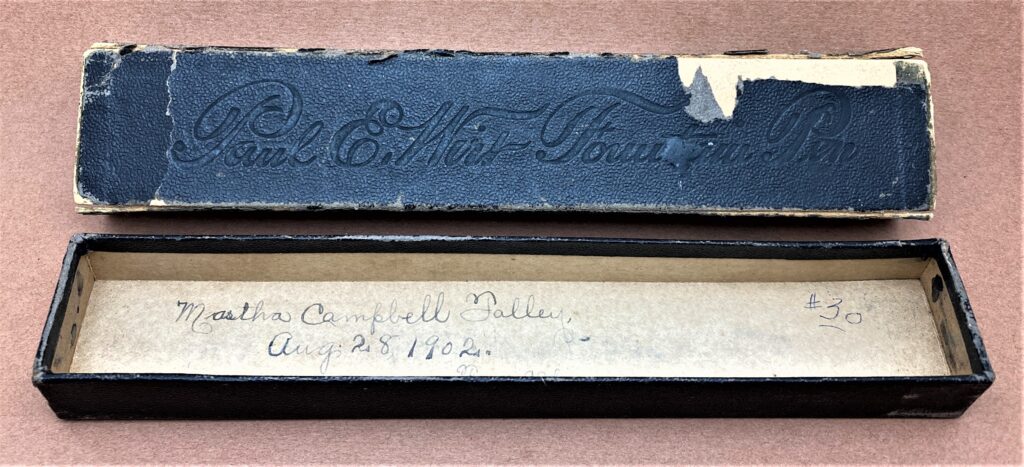 Paul E. Wirt Fountain Pen
Martha Campbell Talley, #30
Aug. 28, 1902.